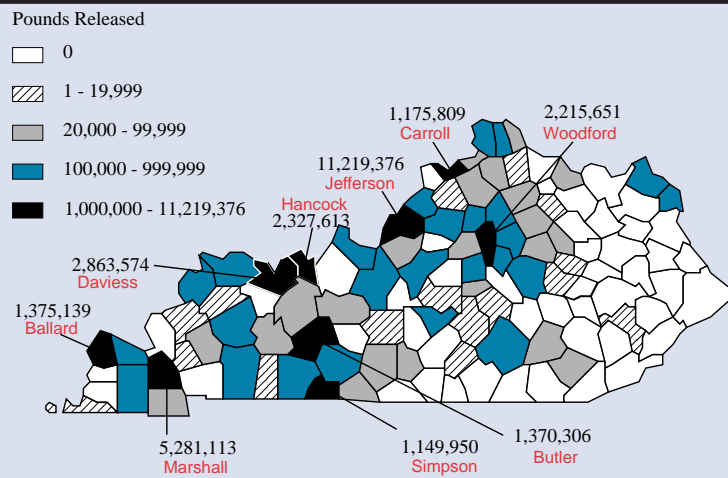 Pounds Released
0
1 - 19,999
20,000 - 99,999
100,000 - 999,999
1,000,000 - 11,219,376
1,175,809
Carroll
2,215,651
Woodford
11,219,376
Jefferson
Hancock
2,327,613
2,863,574
Daviess
1,375,139
Ballard
5,281,113
Marshall
1,149,950
Simpson
1,370,306
Butler